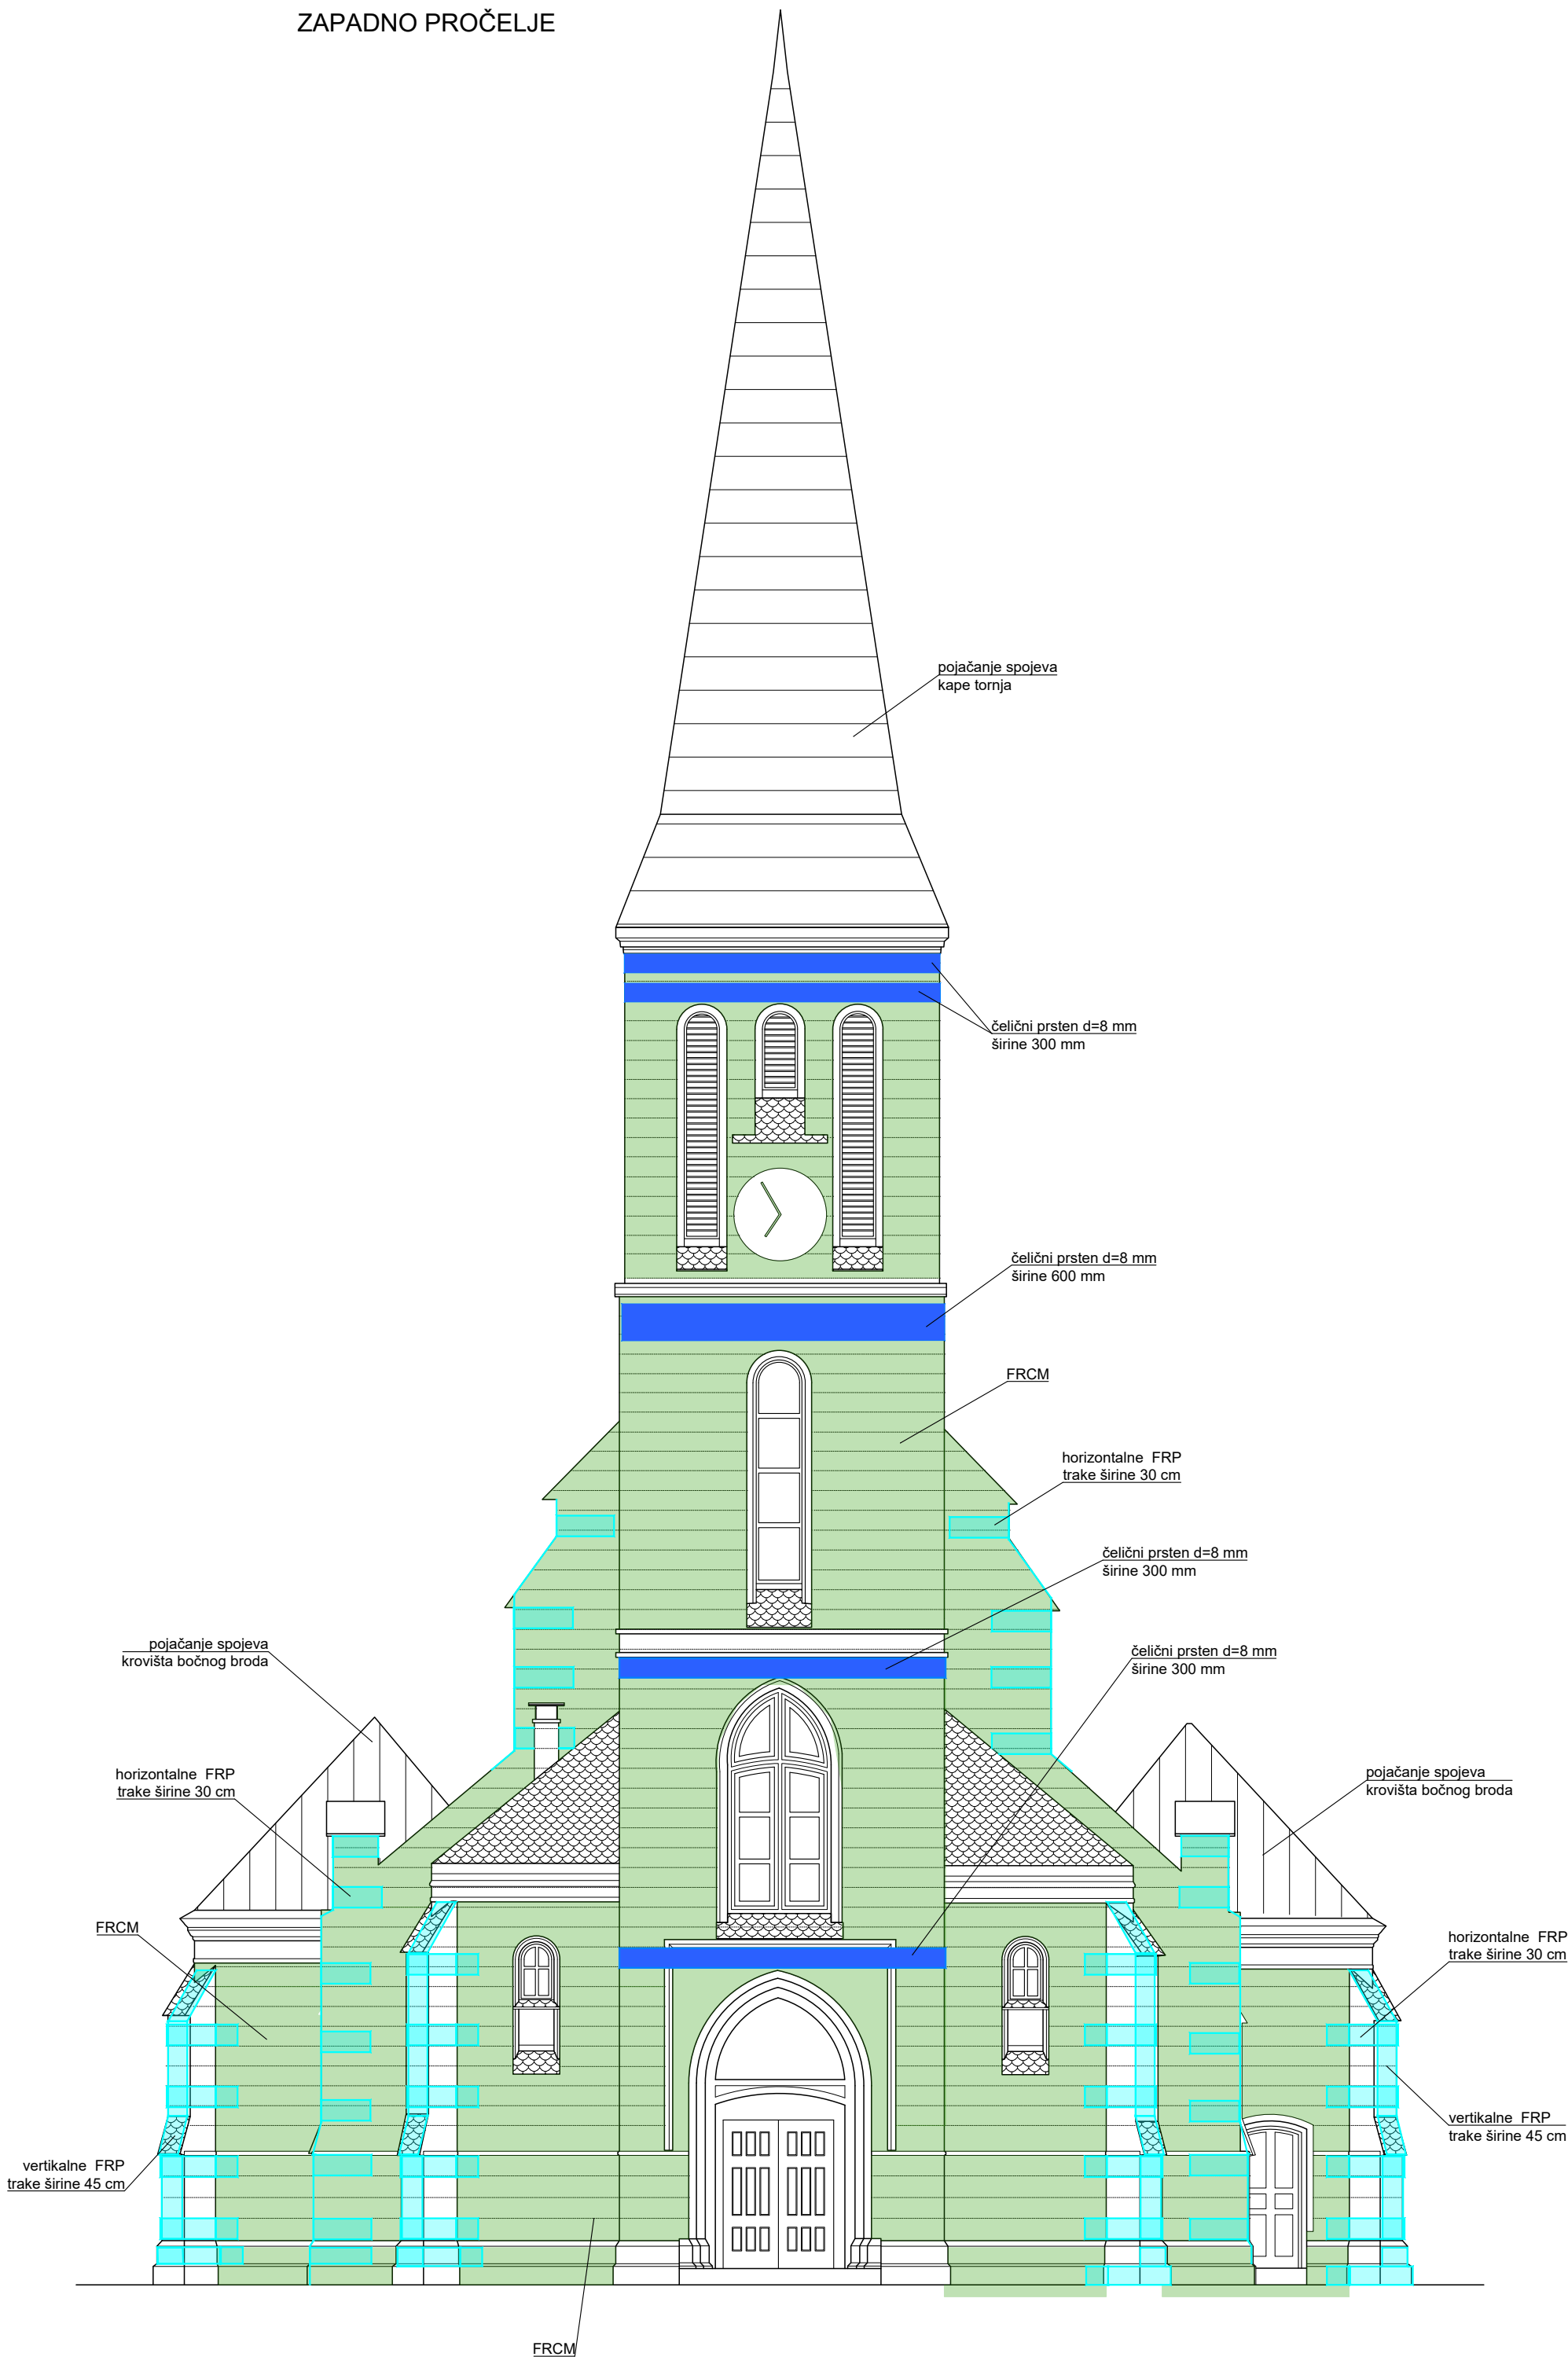 ZAPADNO PROČELJE
pojačanje spojeva
kape tornja
čelični prsten d=8 mm
širine 300 mm
čelični prsten d=8 mm
širine 600 mm
FRCM
horizontalne FRP
trake širine 30 cm
čelični prsten d=8 mm
širine 300 mm
pojačanje spojeva
krovišta bočnog broda
čelični prsten d=8 mm
širine 300 mm
horizontalne FRP
trake širine 30 cm
pojačanje spojeva
krovišta bočnog broda
FRCM
horizontalne FRP
trake širine 30 cm
vertikalne FRP
trake širine 45 cm
vertikalne FRP
trake širine 45 cm
FRCM